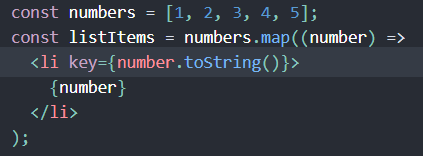 const numbers = [1, 2, 3, 4, 5];
const listItems = numbers.map((number) =>
  <li key={number.toString()}>
    {number}
  </li>
);